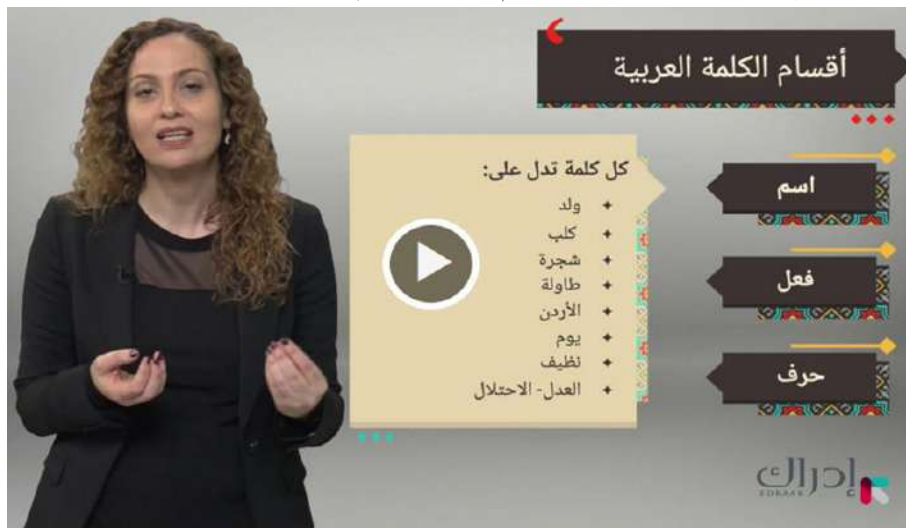 أقسام الكلمة العربية
اسم
فعل
حرف
كل كلمة تدل على:
ولد
كلب
شجرة
طاولة
الأردن
يوم
نظيف
العدل- الاحتلال
إدراك
EDRAAK